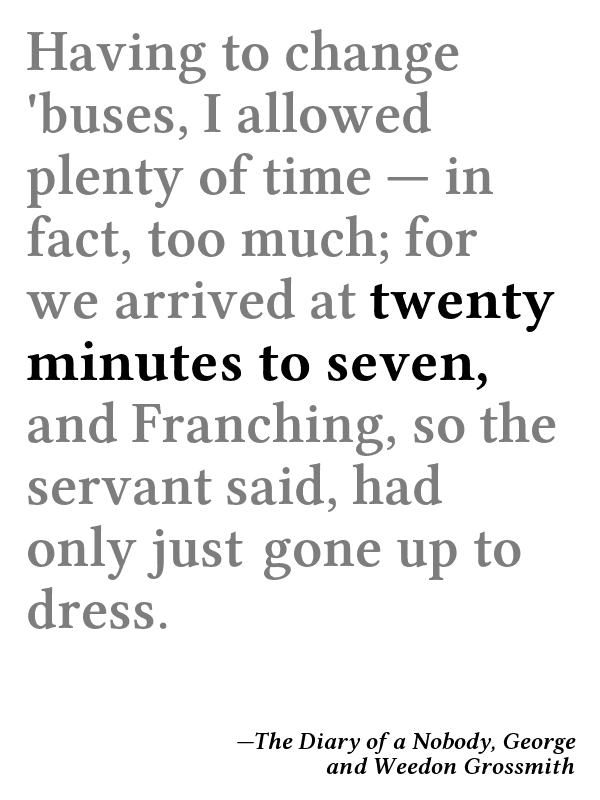 Having to change
'buses, I allowed
plenty of time — in
fact, too much; for
we arrived at twenty
minutes to seven,
and Franching, so the
servant said, had
only just gone up to
dress.
—The Diary of a Nobody, George
and Weedon Grossmith